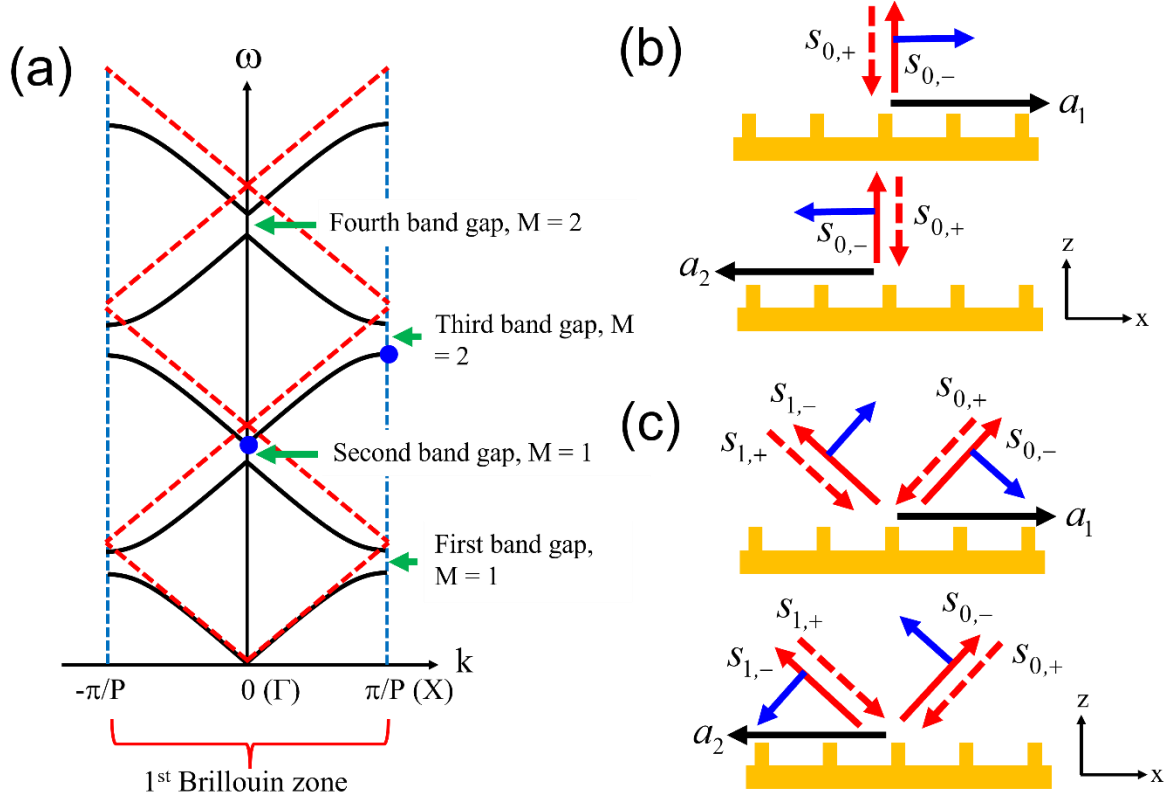 (a)
ω
Fourth band gap, M = 2
Third band gap, M
= 2
Second band gap, M = 1
First band gap,
M = 1
k
-π/P
0 (Γ)
π/P (X)
1st Brillouin zone
(b)
s0,+
s0,-
a1
s0,-
s0,+
a2
z
x
(c)
s1,-
s0,+
s1,+
s0,-
a1
s1,+
s0,-
s1,-
s0,+
a2
z
x